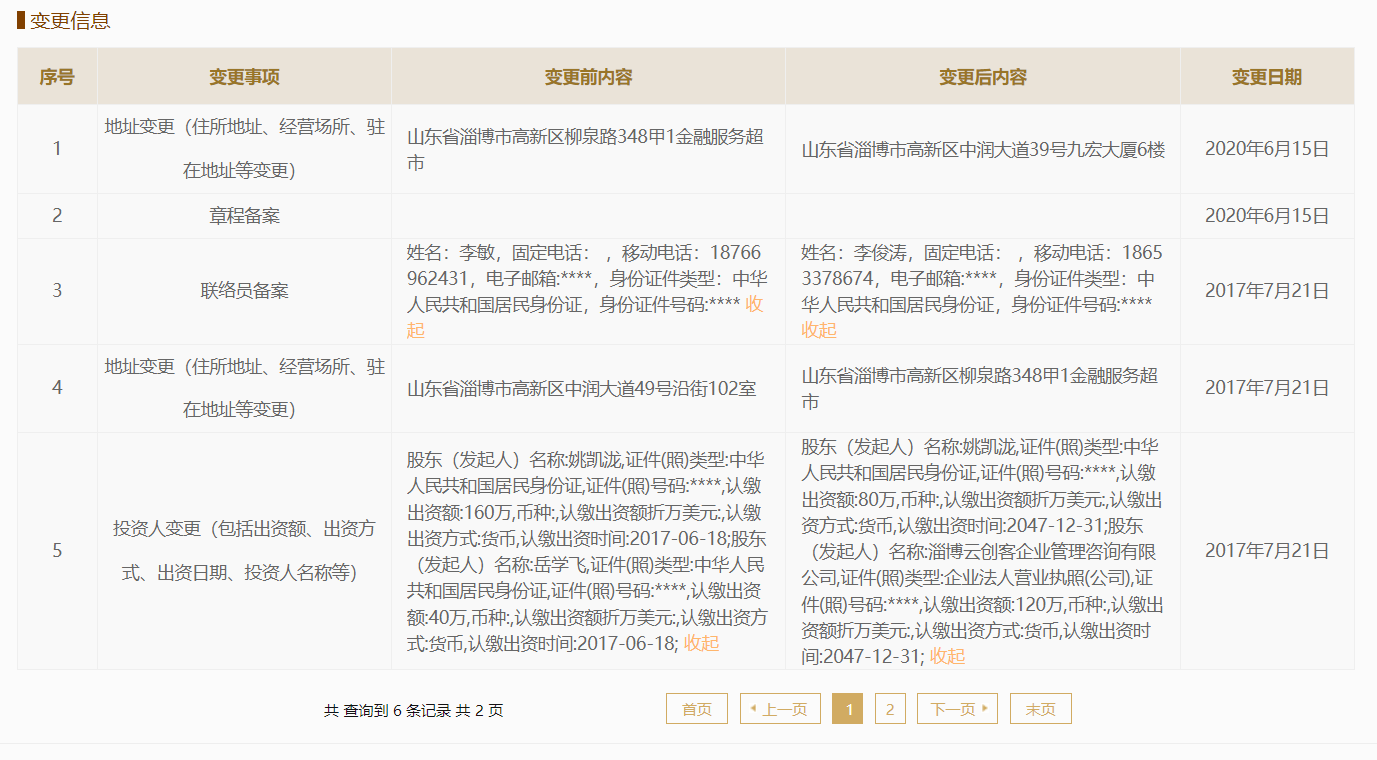 变更信息
序号 变更事项 变更前内容 变更后内容 变更日期
1
地址变更（住所地址、经营场所、驻
在地址等变更）
山东省淄博市高新区柳泉路348甲1金融服务超
市
山东省淄博市高新区中润大道39号九宏大厦6楼
2020年6月15日
2
章程备案
2020年6月15日
3
联络员备案
姓名：李敏，固定电话： ，移动电话：18766
962431，电子邮箱:****，身份证件类型：中华
人民共和国居民身份证，身份证件号码:**** 收
起
姓名：李俊涛，固定电话： ，移动电话：1865
3378674，电子邮箱:****，身份证件类型：中
华人民共和国居民身份证，身份证件号码:****
收起
2017年7月21日
4
地址变更（住所地址、经营场所、驻
在地址等变更）
山东省淄博市高新区中润大道49号沿街102室
山东省淄博市高新区柳泉路348甲1金融服务超
市
2017年7月21日
5
投资人变更（包括出资额、出资方
式、出资日期、投资人名称等）
股东（发起人）名称:姚凯泷,证件(照)类型:中华
人民共和国居民身份证,证件(照)号码:****,认缴
出资额:160万,币种:,认缴出资额折万美元:,认缴
出资方式:货币,认缴出资时间:2017-06-18;股东
（发起人）名称:岳学飞,证件(照)类型:中华人民
共和国居民身份证,证件(照)号码:****,认缴出资
额:40万,币种:,认缴出资额折万美元:,认缴出资方
式:货币,认缴出资时间:2017-06-18; 收起
股东（发起人）名称:姚凯泷,证件(照)类型:中华
人民共和国居民身份证,证件(照)号码:****,认缴
出资额:80万,币种:,认缴出资额折万美元:,认缴出
资方式:货币,认缴出资时间:2047-12-31;股东
（发起人）名称:淄博云创客企业管理咨询有限
公司,证件(照)类型:企业法人营业执照(公司),证
件(照)号码:****,认缴出资额:120万,币种:,认缴出
资额折万美元:,认缴出资方式:货币,认缴出资时
间:2047-12-31; 收起
2017年7月21日
共 查询到 6 条记录 共 2 页 首页 上一页 1 2 下一页 末页